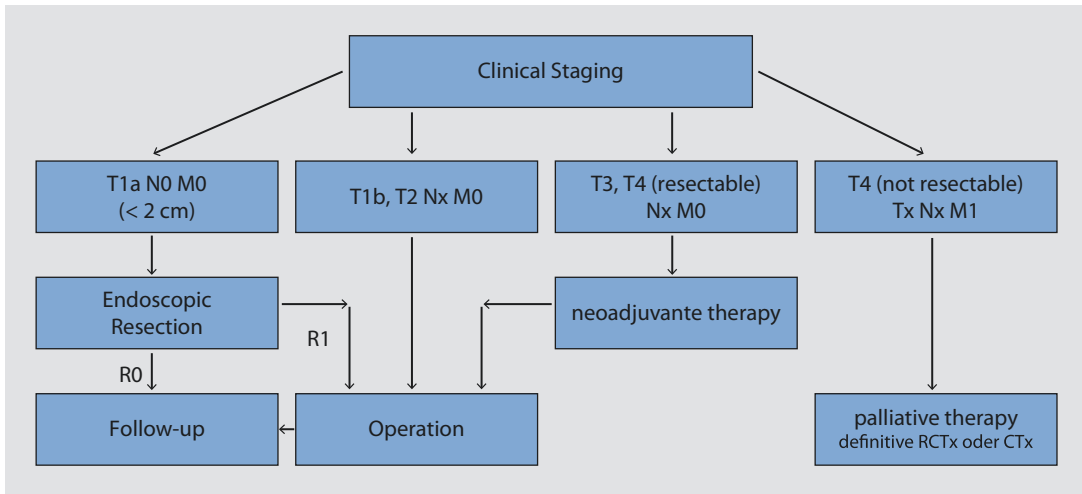 Clinical Staging
T1a N0 M0
(< 2 cm)
T1b, T2 Nx M0
T3, T4 (resectable)
Nx M0
T4 (not resectable)
Tx Nx M1
Endoscopic
Resection
neoadjuvante therapy
R1
R0
Follow-up
Operation
palliative therapy
definitive RCTx oder CTx